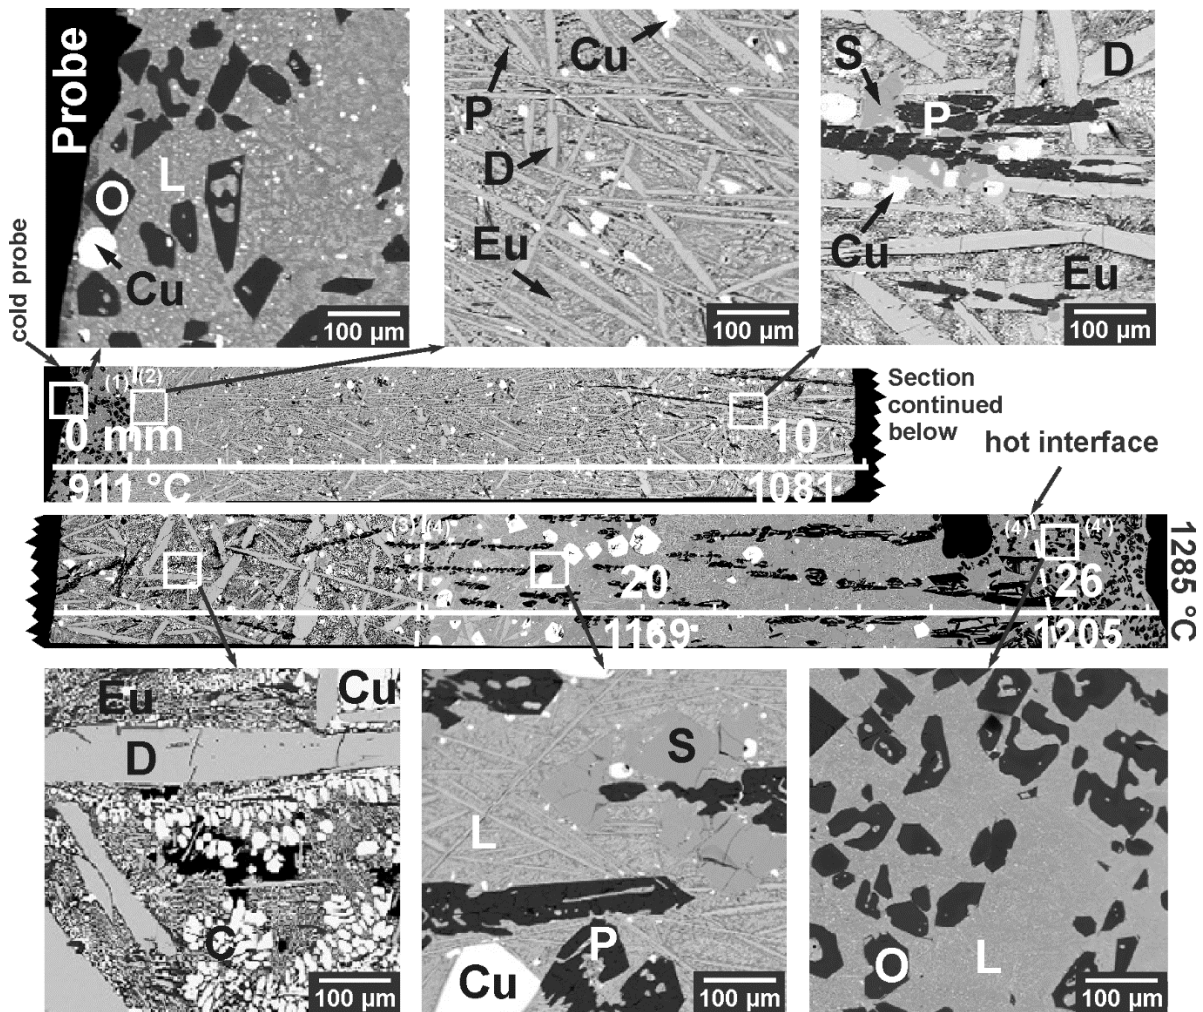 Probe
O
L
Cu
100 µm
cold probe
P
Cu
D
Eu
100 µm
S
D
P
Cu
Eu
100 µm
(1)
(2)
0 mm
10
911 °C
1081
Section
continued
below
hot interface
(3)
(4)
(4)
(4')
20
26
1169
1205
1285 °C
Eu
Cu
D
C
100 µm
S
L
P
Cu
100 µm
O
L
100 µm